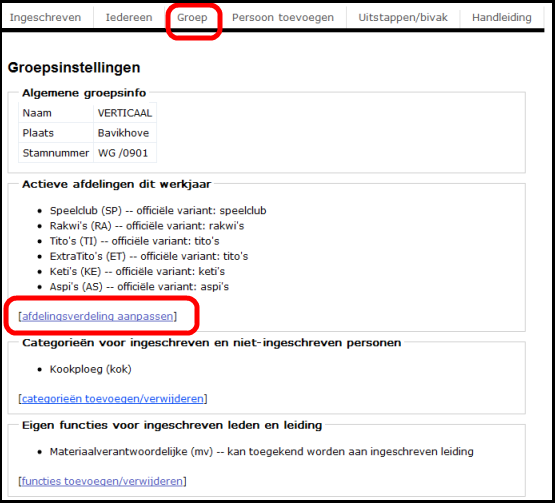 Ingeschreven Iedereen Groep Persoon toevoegen Uitstappen/bivak Handleiding
Groepsinstellingen
Algemene groepsinfo
Naam VERTICAAL
Plaats Bavikhove
Stamnummer WG /0901
Actieve afdelingen dit werkjaar
• Speelclub (SP) -- officiële variant: speelclub
• Rakwi's (RA) -- officiële variant: rakwi's
• Tito's (TI) -- officiële variant: tito's
• ExtraTito's (ET) -- officiële variant: tito's
• Keti's (KE) -- officiële variant: keti's
• Aspi's (AS) -- officiële variant: aspi's
[afdelingsverdeling aanpassen]
Categorieën voor ingeschreven en niet-ingeschreven personen
• Kookploeg (kok)
[categorieën toevoegen/verwijderen]
Eigen functies voor ingeschreven leden en leiding
• Materiaalverantwoordelijke (mv) -- kan toegekend worden aan ingeschreven leiding
[functies toevoegen/verwijderen]